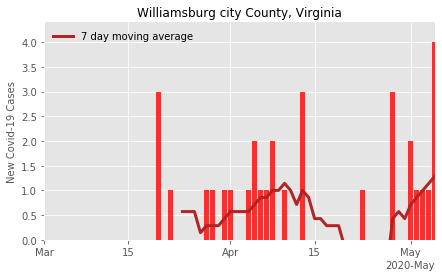 Williamsburg city County, Virginia
7 day moving average
New Covid-19 Cases
4.0
3.5
3.0
2.5
2.0
1.5
1.0
0.5
0.0
Mar 15 Apr 15 May
2020-May